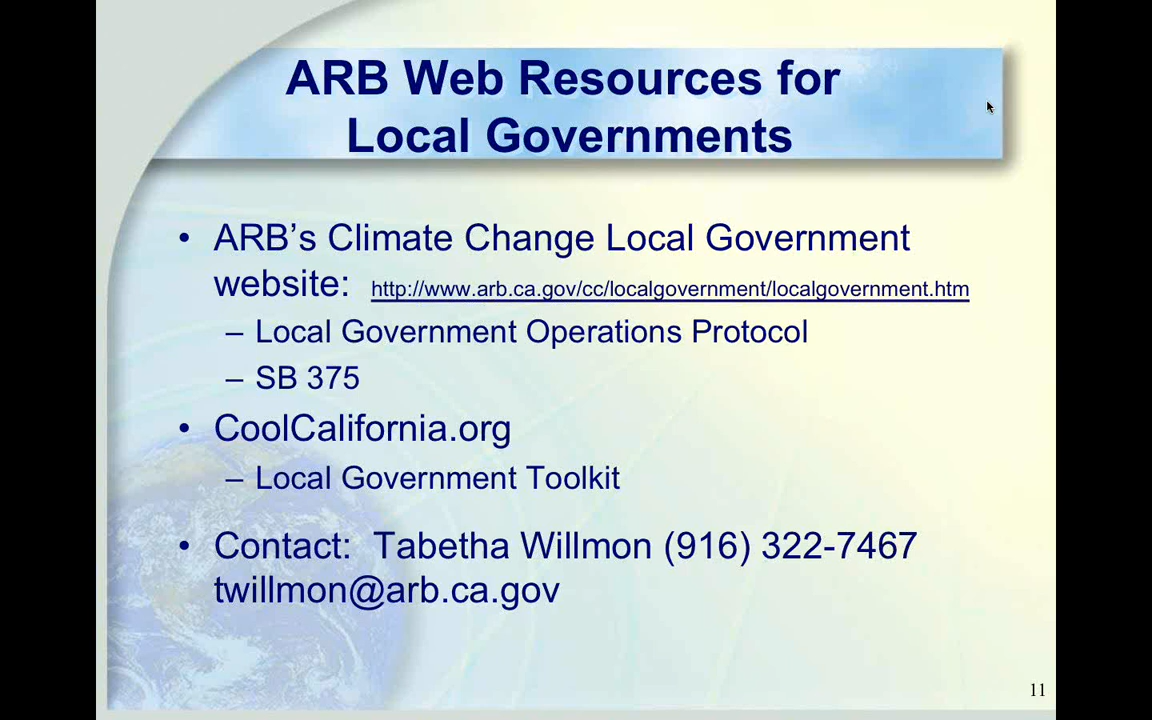 ARB Web Resources for
Local Governments
• ARB’s Climate Change Local Government
website: http://www.arb.ca.gov/cc/localgovernment/localgovernment.htm
– Local Government Operations Protocol
– SB 375
• CoolCalifornia.org
– Local Government Toolkit
• Contact: Tabetha Willmon (916) 322-7467
twillmon@arb.ca.gov
11